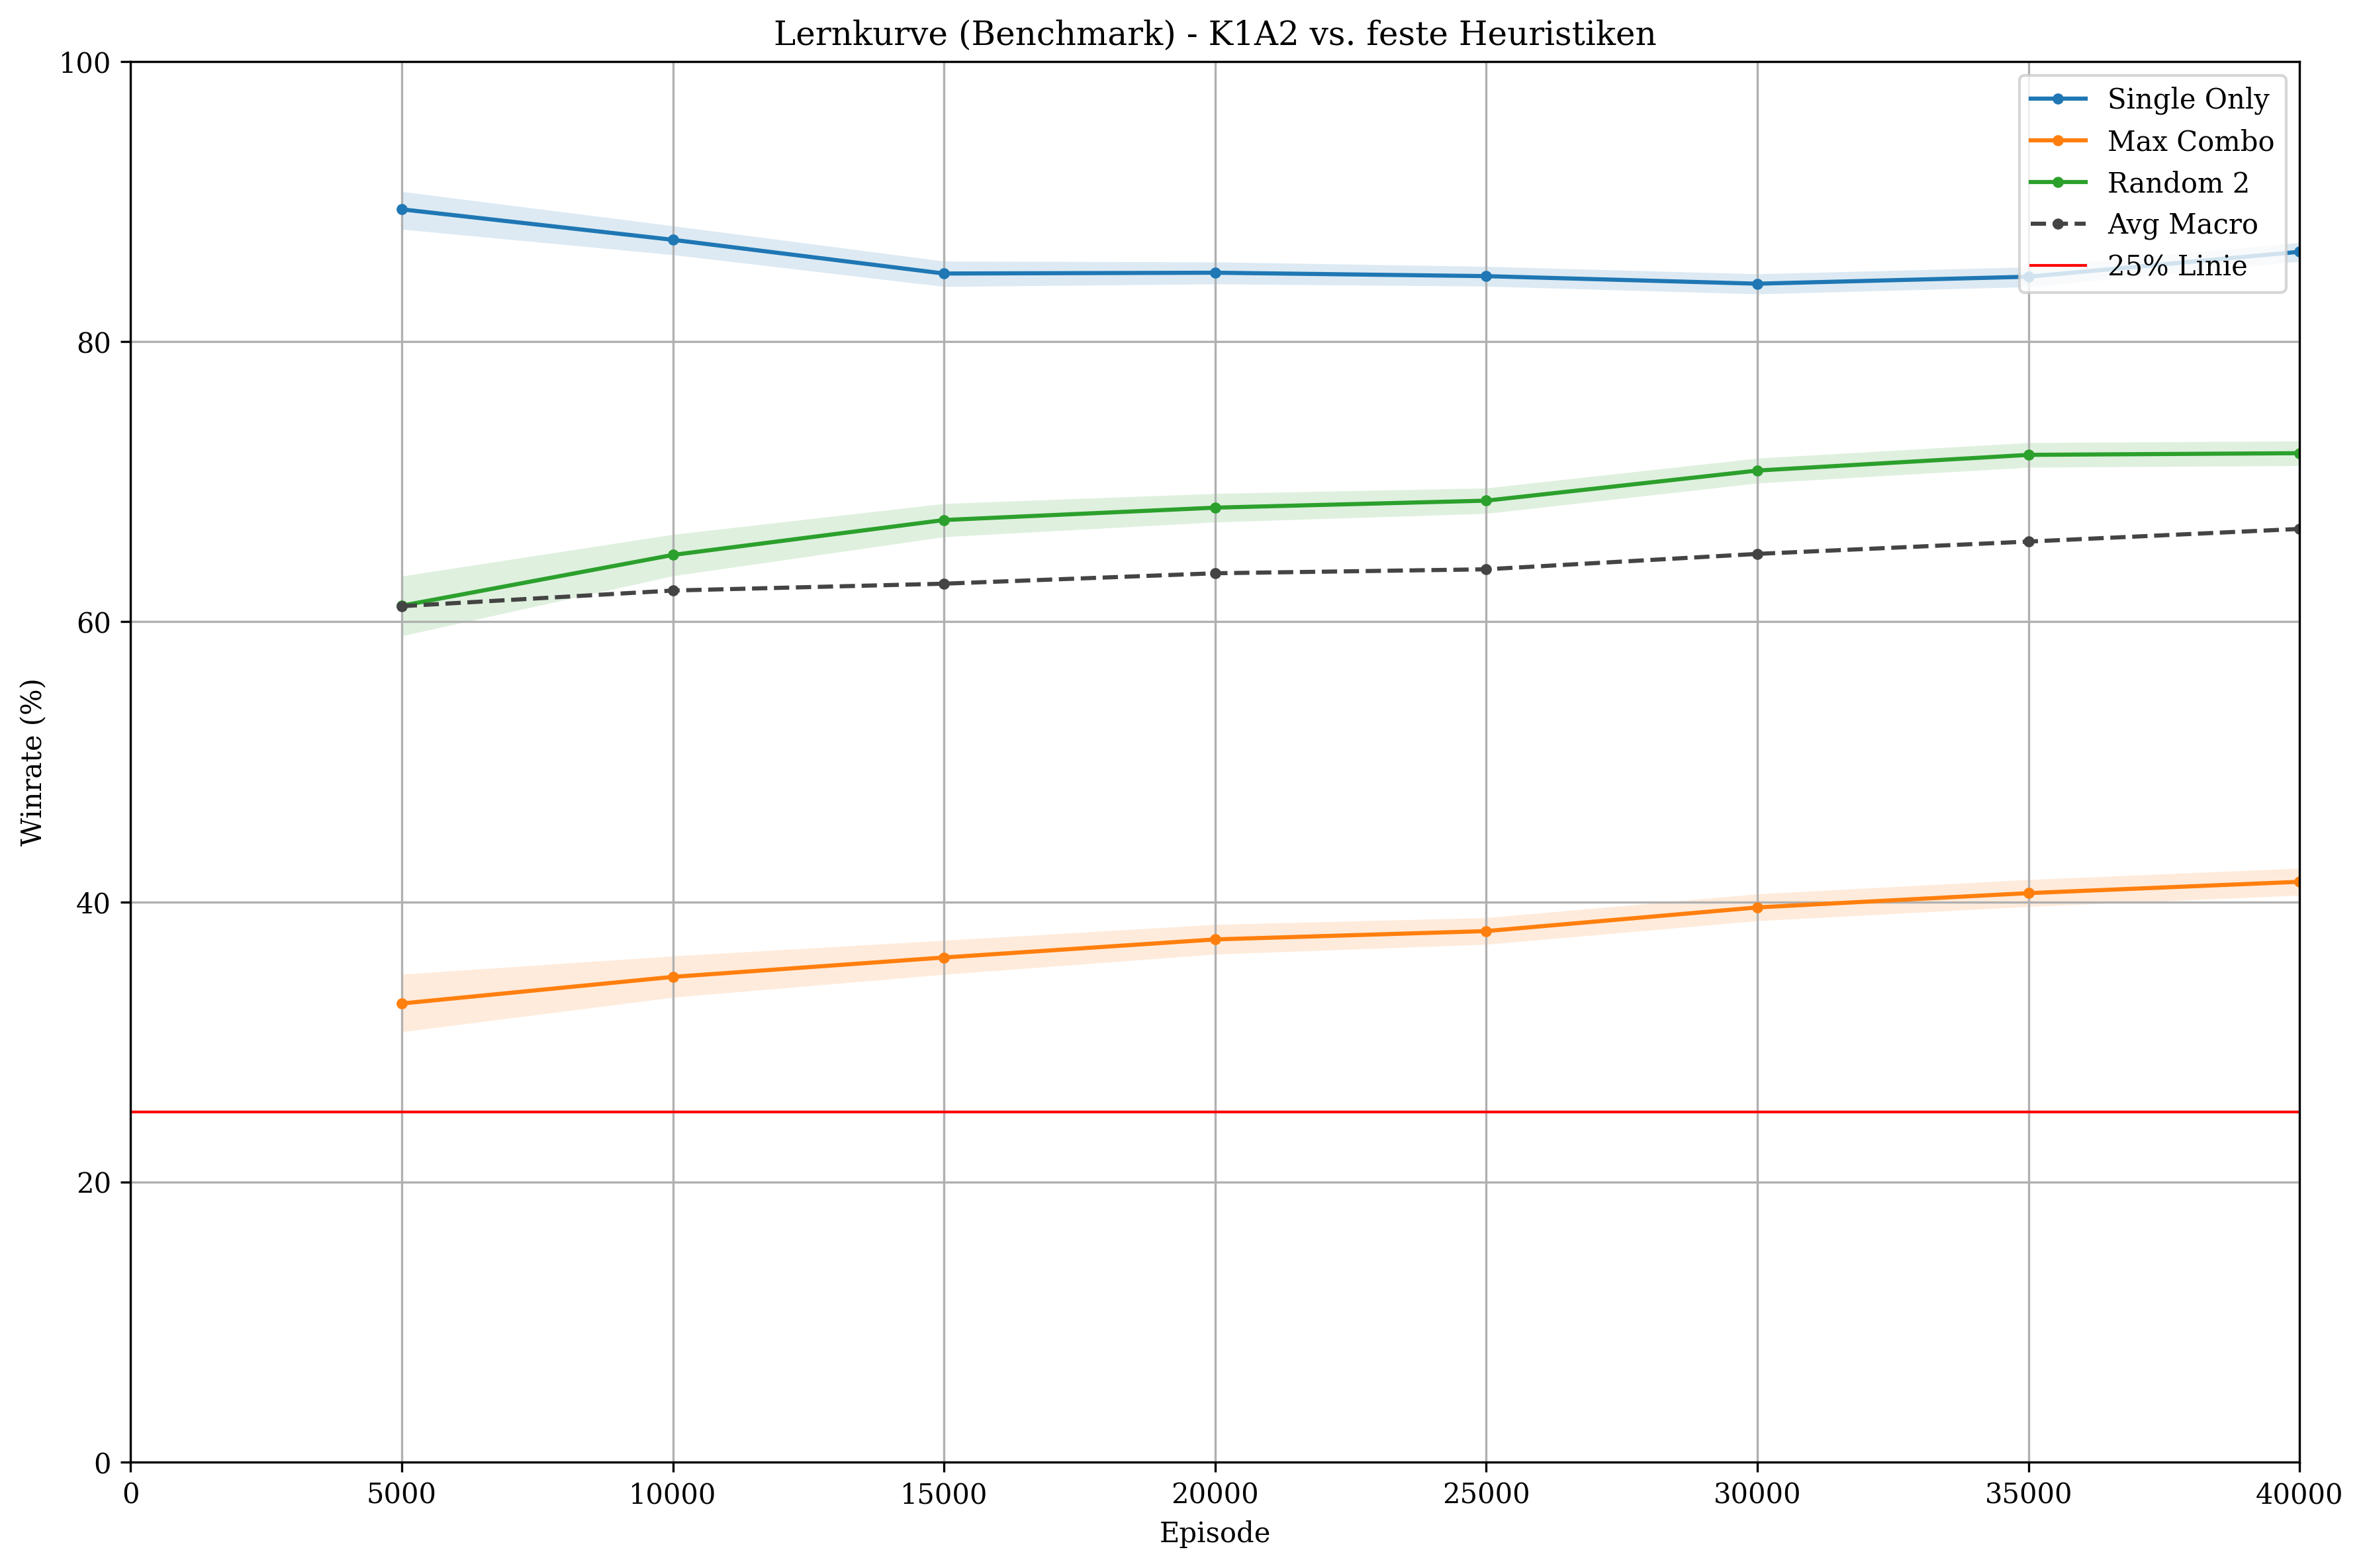 Lernkurve (Benchmark) - K1A2 vs. feste Heuristiken
100
80
60
40
20
0
Winrate (%)
Single Only
Max Combo
Random 2
Avg Macro
25% Linie
0 5000 10000 15000 20000 25000 30000 35000 40000
Episode